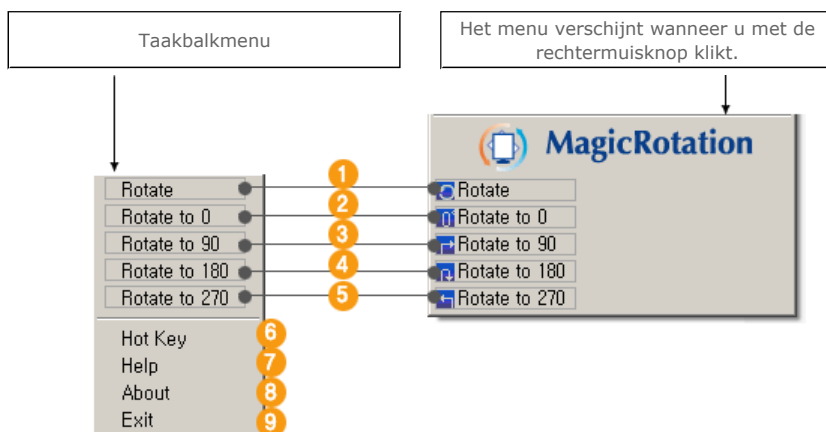 Taakbalkmenu
Het menu verschijnt wanneer u met de
rechtermuisknop klikt.
MagicRotation
Rotate 1 Rotate
Rotate to 0 2 Rotate to 0
Rotate to 90 3 Rotate to 90
Rotate to 180 4 Rotate to 180
Rotate to 270 5 Rotate to 270
Hot Key 6
Help 7
About 8
Exit 9